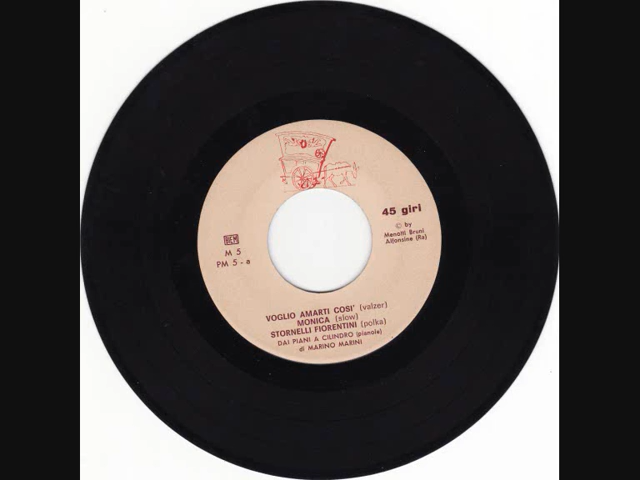 45 giri
© by
Menotti Bruni
Alfonsine (Ra)
BCM
M 5
PM 5 - a
VOGLIO AMARTI COSI' (valzer)
MONICA (slow)
STORNELLI FIORENTINI (polka)
DAI PIANI A CILINDRO (pianole)
di MARINO MARINI